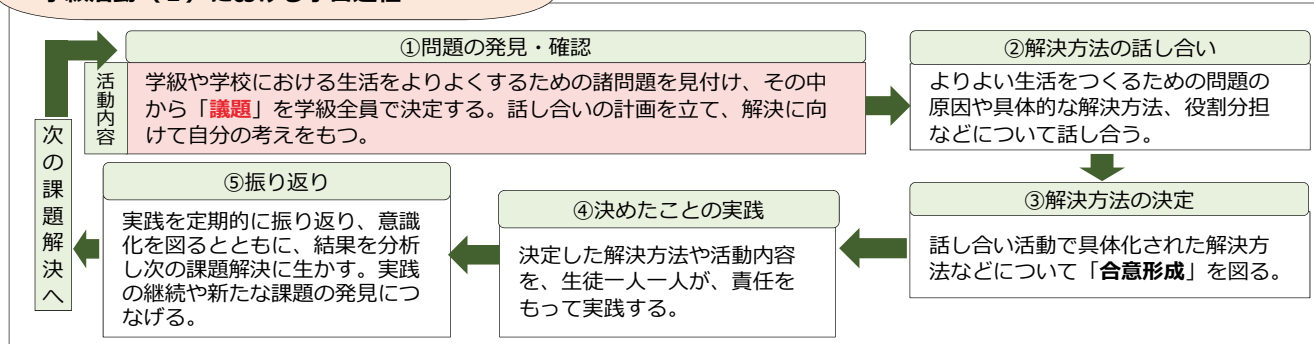 ①問題の発見・確認
活動内容
学級や学校における生活をよりよくするための諸問題を見付け、その中
から「議題」を学級全員で決定する。話し合いの計画を立て、解決に向
けて自分の考えをもつ。
②解決方法の話し合い
よりよい生活をつくるための問題の
原因や具体的な解決方法、役割分担
などについて話し合う。
③解決方法の決定
話し合い活動で具体化された解決方
法などについて「合意形成」を図る。
④決めたことの実践
決定した解決方法や活動内容
を、生徒一人一人が、責任を
もって実践する。
⑤振り返り
実践を定期的に振り返り、意識
化を図るとともに、結果を分析
し次の課題解決に生かす。実践
の継続や新たな課題の発見につ
なげる。
次の課題解決へ